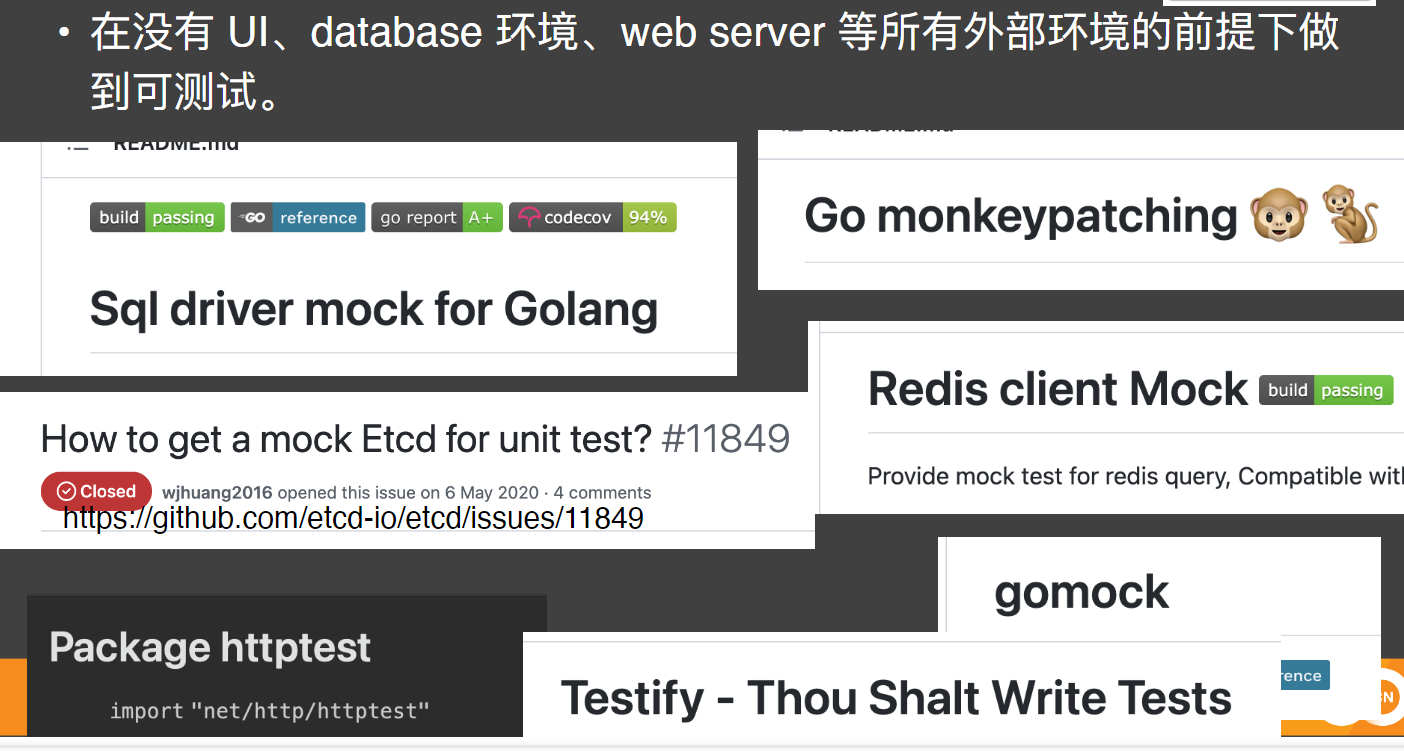 • 在没有 UI、database 环境、web server 等所有外部环境的前提下做
到可测试。
README.md
build passing GO reference go report A+ codecov 94%
Sql driver mock for Golang
README.md
Go monkeypatching 🐵 🐒
Redis client Mock build passing
Provide mock test for redis query, Compatible with
How to get a mock Etcd for unit test? #11849
Closed wjhuang2016 opened this issue on 6 May 2020 · 4 comments
https://github.com/etcd-io/etcd/issues/11849
gomock
Package httptest
import "net/http/httptest"
Testify - Thou Shalt Write Tests